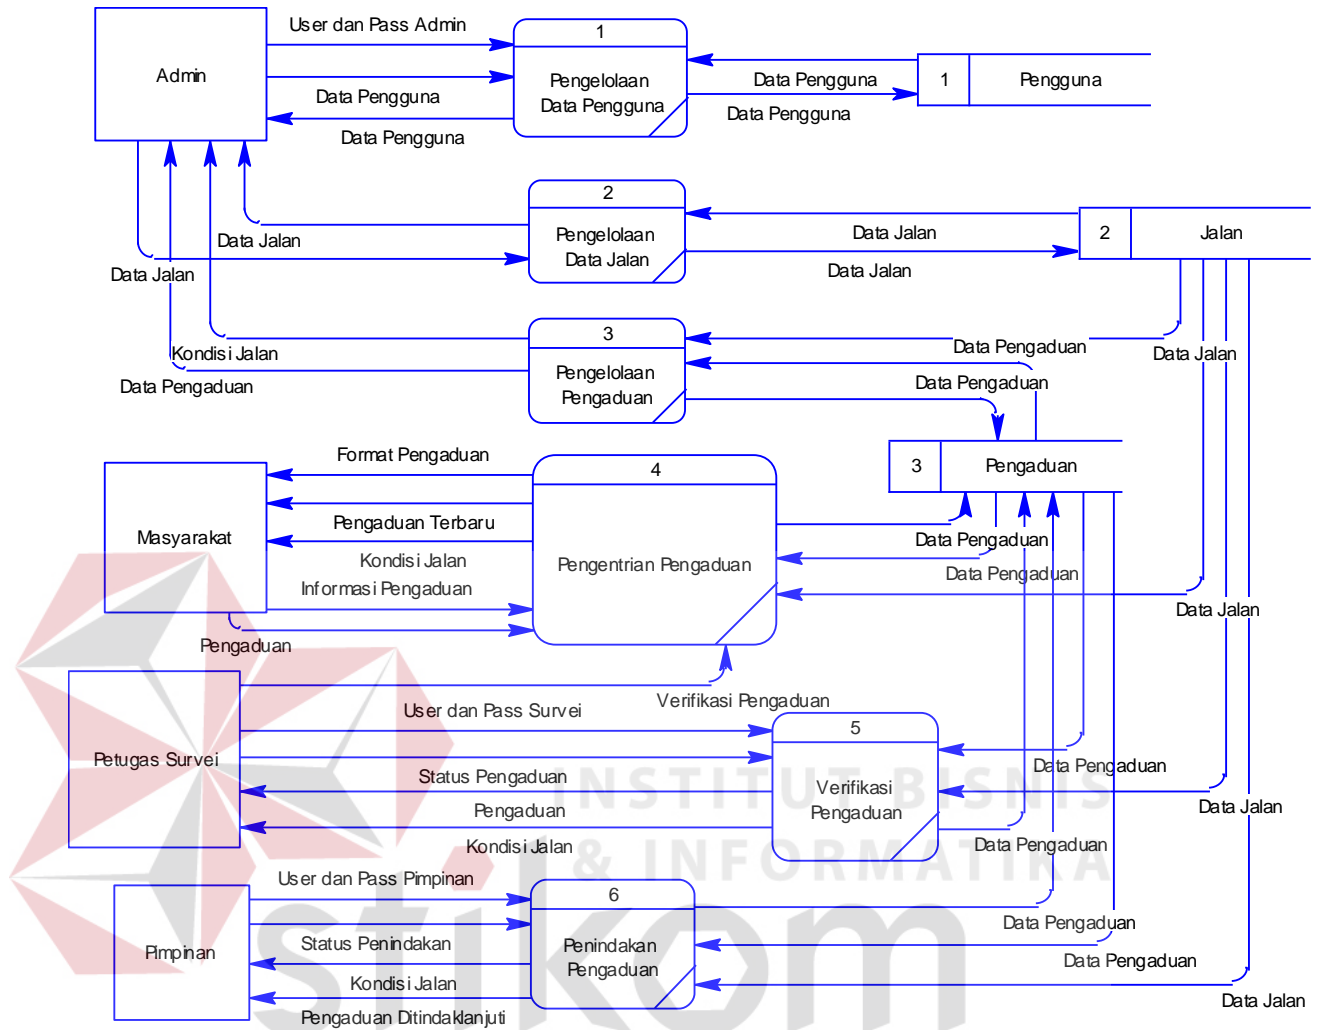 User dan Pass Admin
1
Admin
Pengelolaan
Data Pengguna
Data Pengguna
Data Pengguna
Data Pengguna
Data Pengguna
1
Pengguna
2
Pengelolaan
Data Jalan
Data Jalan
Data Jalan
Data Jalan
Data Jalan
2
Jalan
3
Pengelolaan
Pengaduan
Kondisi Jalan
Data Pengaduan
Data Pengaduan
Data Jalan
Data Pengaduan
Format Pengaduan
4
3
Pengaduan
Masyarakat
Pengaduan Terbaru
Kondisi Jalan
Informasi Pengaduan
Pengaduan
Pengentrian Pengaduan
Data Pengaduan
Data Pengaduan
Data Jalan
Verifikasi Pengaduan
User dan Pass Survei
5
Petugas Survei
Status Pengaduan
Pengaduan
Kondisi Jalan
Verifikasi
Pengaduan
Data Pengaduan
Data Jalan
Data Pengaduan
INSTITUT BISNIS
& INFORMATIKA
stikom
User dan Pass Pimpinan
6
Pimpinan
Status Penindakan
Kondisi Jalan
Pengaduan Ditindaklanjuti
Penindakan
Pengaduan
Data Pengaduan
Data Pengaduan
Data Jalan